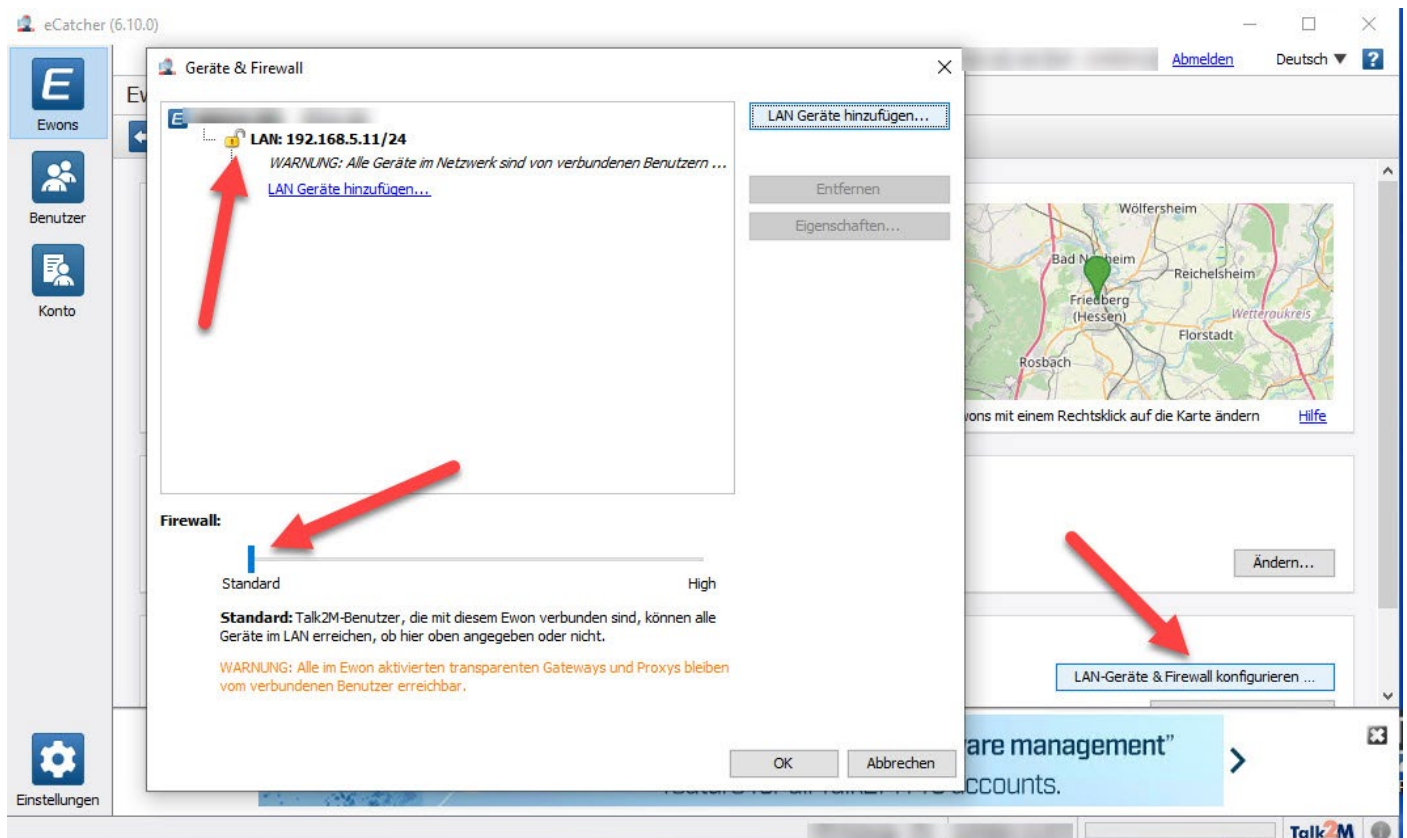 eCatcher (6.10.0)
Abmelden
Deutsch
?
E
Ewons
Benutzer
Konto
Einstellungen
Geräte & Firewall
E
LAN: 192.168.5.11/24
WARNUNG: Alle Geräte im Netzwerk sind von verbundenen Benutzern ...
LAN Geräte hinzufügen...
LAN Geräte hinzufügen...
Entfernen
Eigenschaften...
Firewall:
Standard
High
Standard: Talk2M-Benutzer, die mit diesem Ewon verbunden sind, können alle
Geräte im LAN erreichen, ob hier oben angegeben oder nicht.
WARNUNG: Alle im Ewon aktivierten transparenten Gateways und Proxys bleiben
vom verbundenen Benutzer erreichbar.
OK
Abbrechen
Wölfersheim
Bad
Reichelsheim
Friedberg
(Hessen)
Wetteraukreis
Florstadt
Rosbach
mit einem Rechtsklick auf die Karte ändern
Hilfe
Ändern...
LAN-Geräte & Firewall konfigurieren ...
management"
accounts.
Talk2M